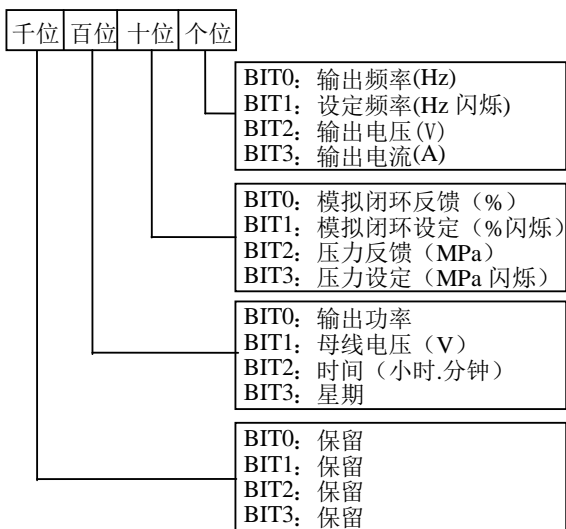 千位 百位 十位 个位
BIT0：输出频率(Hz)
BIT1：设定频率(Hz 闪烁)
BIT2：输出电压(V)
BIT3：输出电流(A)
BIT0：模拟闭环反馈（%）
BIT1：模拟闭环设定（%闪烁）
BIT2：压力反馈（MPa）
BIT3：压力设定（MPa 闪烁）
BIT0：输出功率
BIT1：母线电压（V）
BIT2：时间（小时.分钟）
BIT3：星期
BIT0：保留
BIT1：保留
BIT2：保留
BIT3：保留